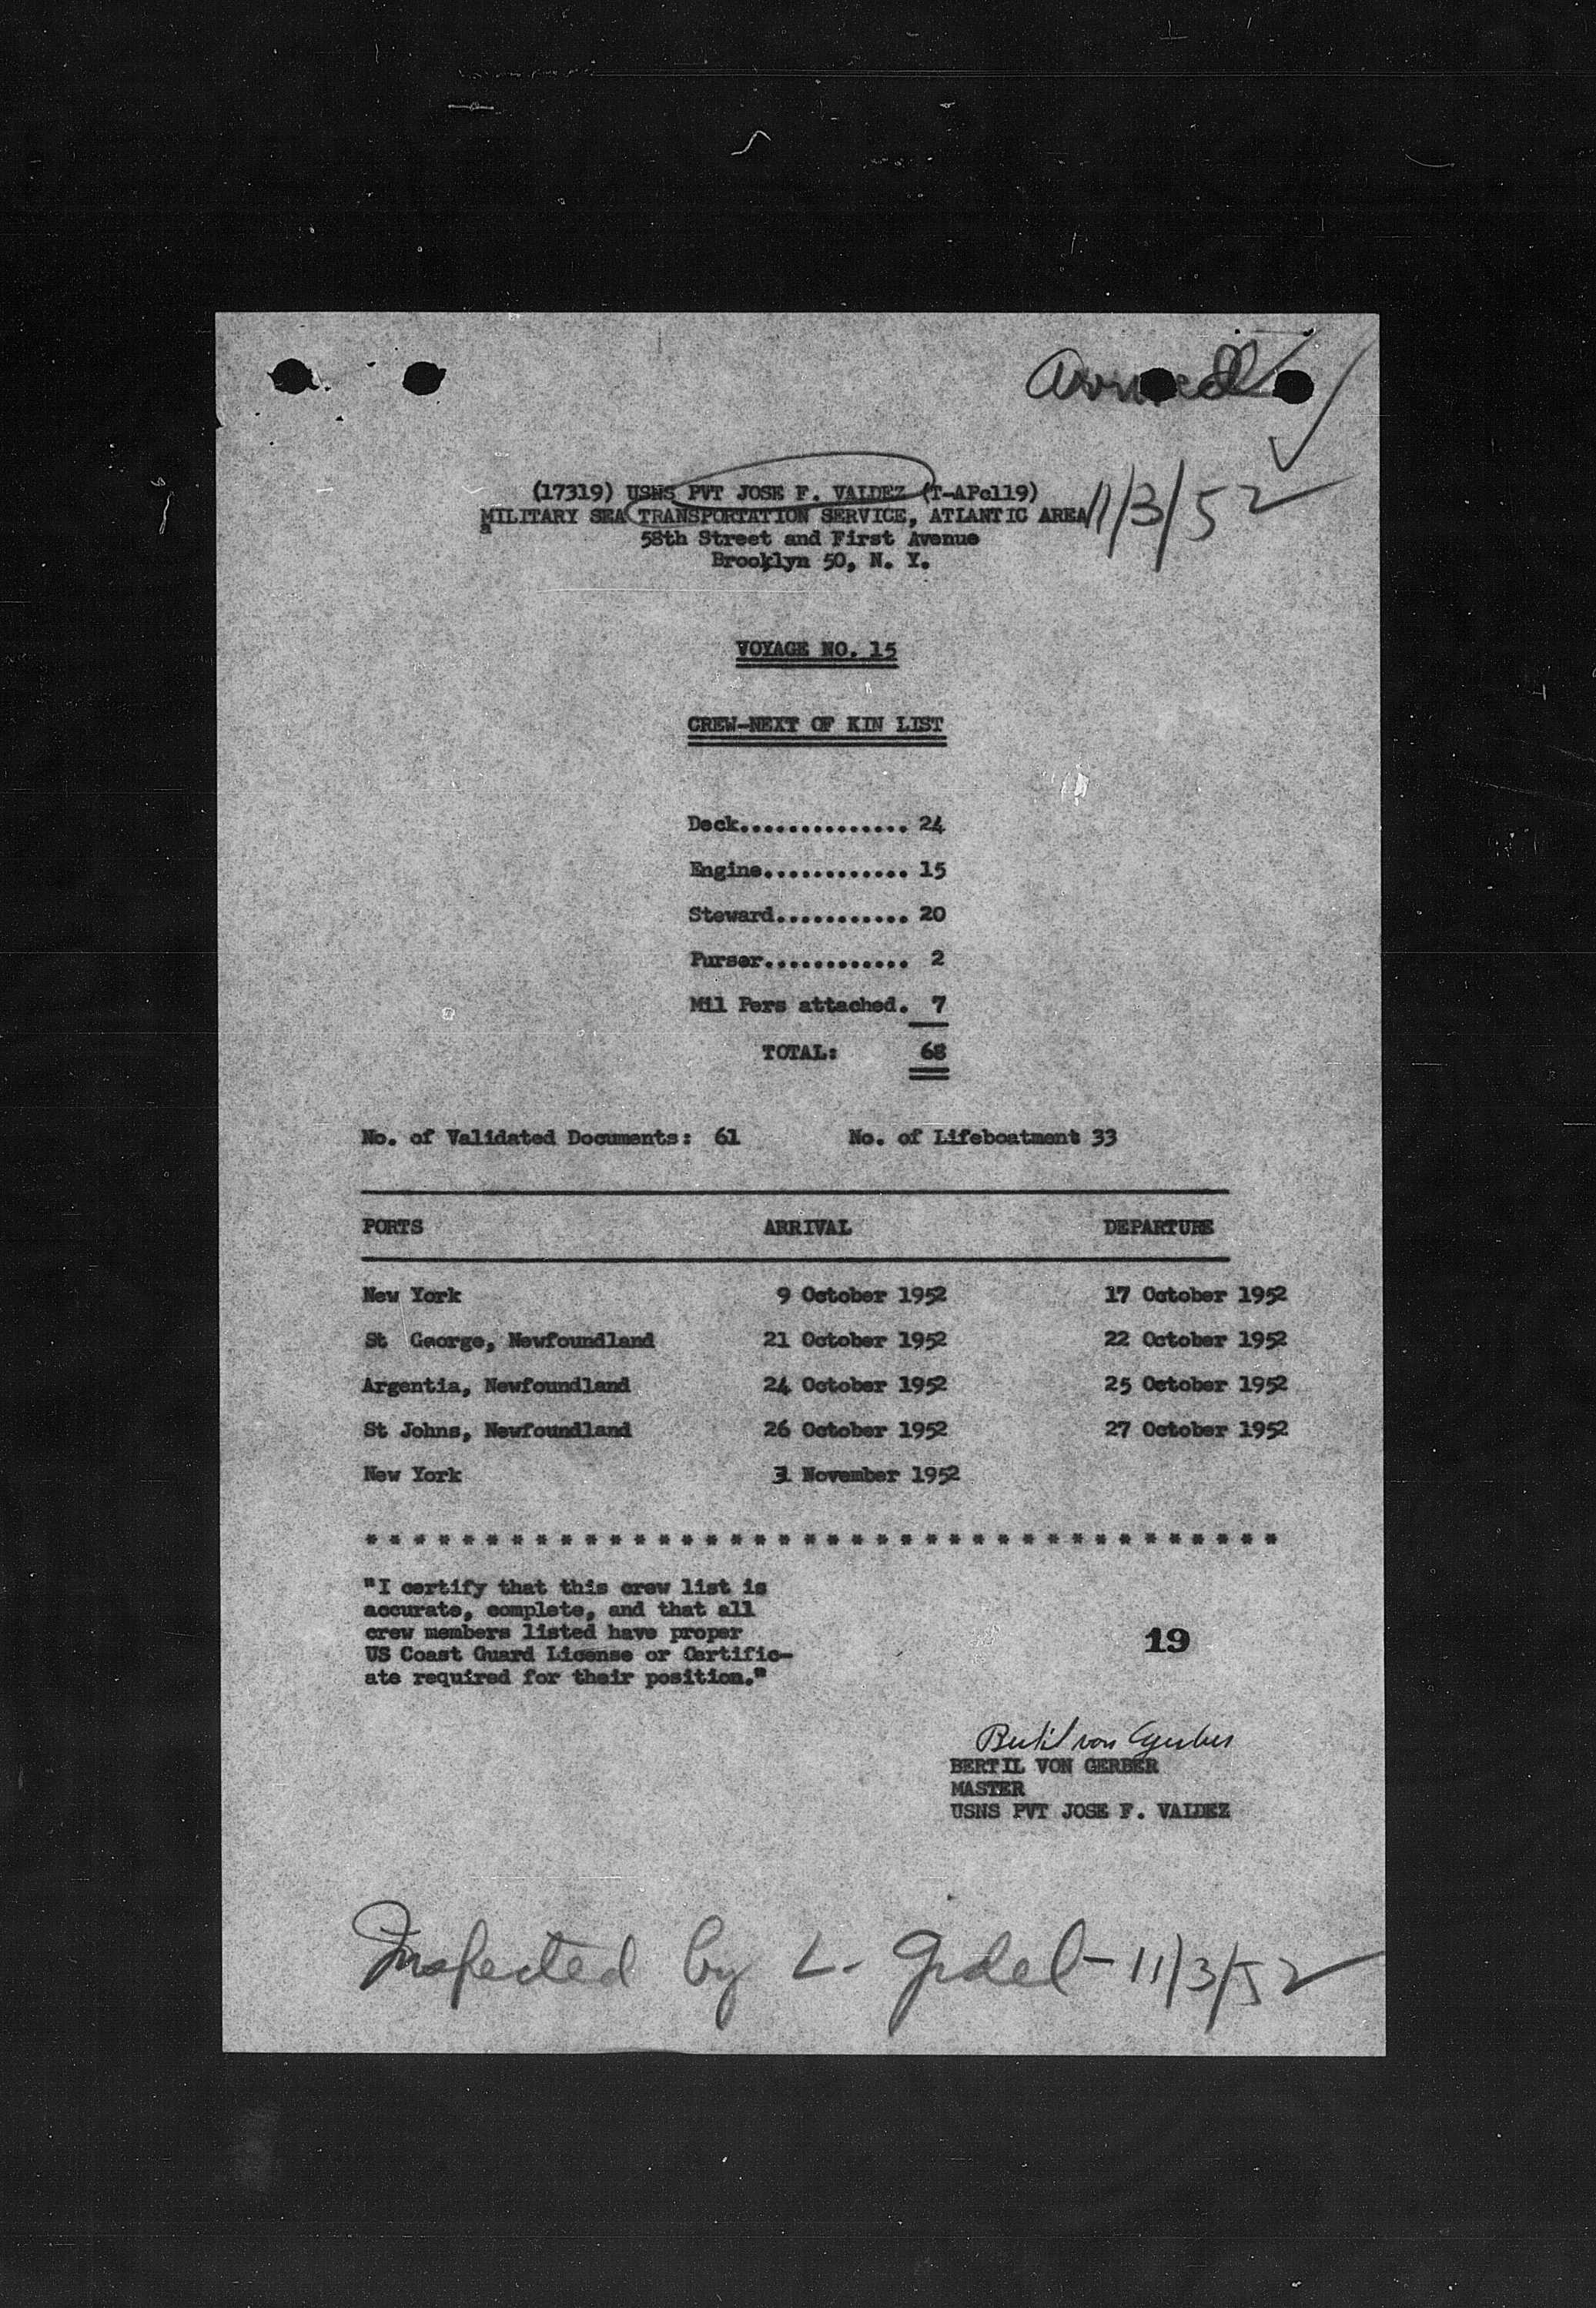 Arrived
(17319) USNS PVT JOSE F. VALDEZ (T-APc119)
MILITARY SEA TRANSPORTATION SERVICE, ATLANTIC AREA
11/3/52
58th Street and First Avenue
Brooklyn 50, N. Y.
VOYAGE NO. 15
CREW-NEXT OF KIN LIST
Deck.............. 24
Engine............ 15
Steward........... 20
Purser............ 2
Mil Pers attached. 7
TOTAL: 68
No. of Validated Documents: 61 No. of Lifeboatment 33
PORTS ARRIVAL DEPARTURE
New York 9 October 1952 17 October 1952
St George, Newfoundland 21 October 1952 22 October 1952
Argentia, Newfoundland 24 October 1952 25 October 1952
St Johns, Newfoundland 26 October 1952 27 October 1952
New York November 1952
* * * * * * * * * * * * * * * * * * * * * * * * * * * * * * * * * * * * * *
"I certify that this crew list is
accurate, complete, and that all
crew members listed have proper
US Coast Guard License or Certific-
ate required for their position."
19
Bertil von Gerber
BERTIL VON GERBER
MASTER
USNS PVT JOSE F. VALDEZ
Inspected by L. Gidel - 11/3/52